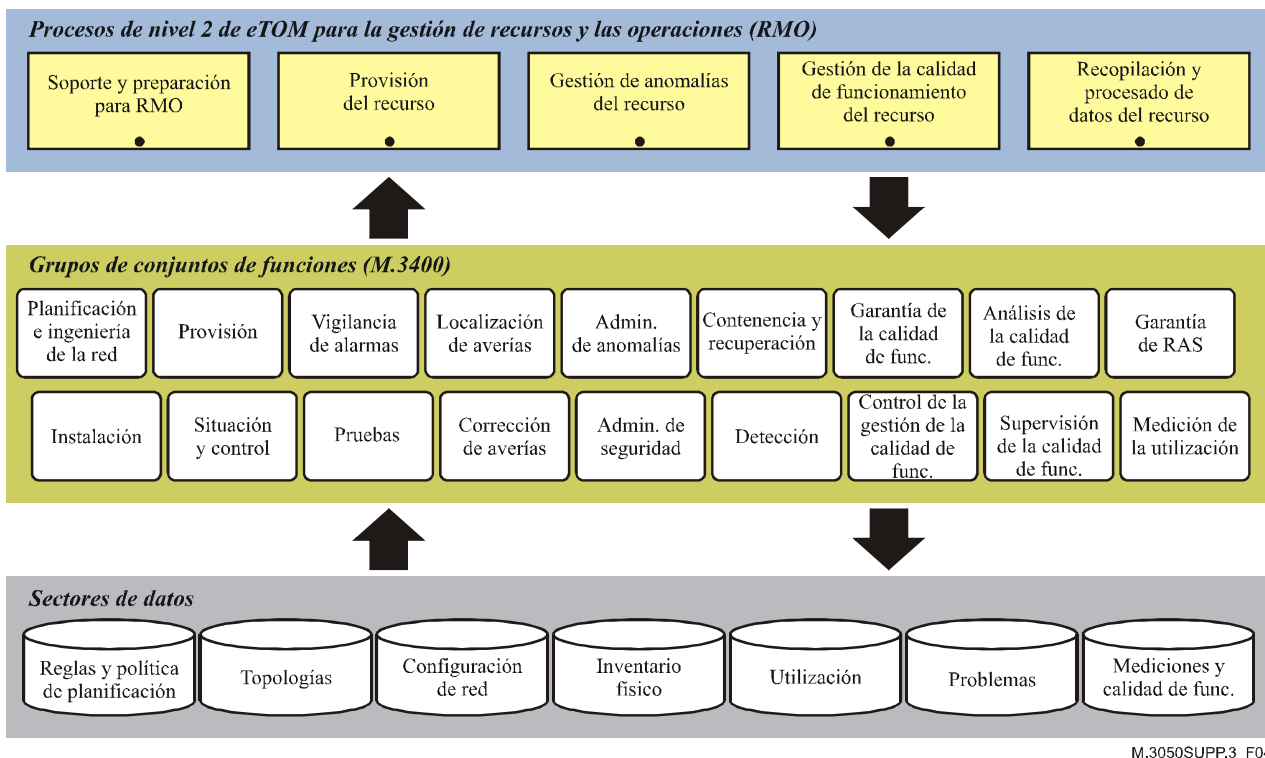 Procesos de nivel 2 de eTOM para la gestión de recursos y las operaciones (RMO)
Soporte y preparación
para RMO
Provisión
del recurso
Gestión de anomalías
del recurso
Gestión de la calidad
de funcionamiento
del recurso
Recopilación y
procesado de
datos del recurso
Grupos de conjuntos de funciones (M.3400)
Planificación
e ingeniería
de la red
Provisión
Vigilancia
de alarmas
Localización
de averías
Admin.
de anomalías
Contenencia y
recuperación
Garantía de
la calidad
de func.
Análisis de
la calidad
de func.
Garantía
de RAS
Instalación
Situación
y control
Pruebas
Corrección
de averías
Admin. de
seguridad
Detección
Control de la
gestión de la
calidad de
func.
Supervisión
de la calidad
de func.
Medición de
la utilización
Sectores de datos
Reglas y política
de planificación
Topologías
Configuración
de red
Inventario
físico
Utilización
Problemas
Mediciones y
calidad de func.
M.3050SUPP.3_F04